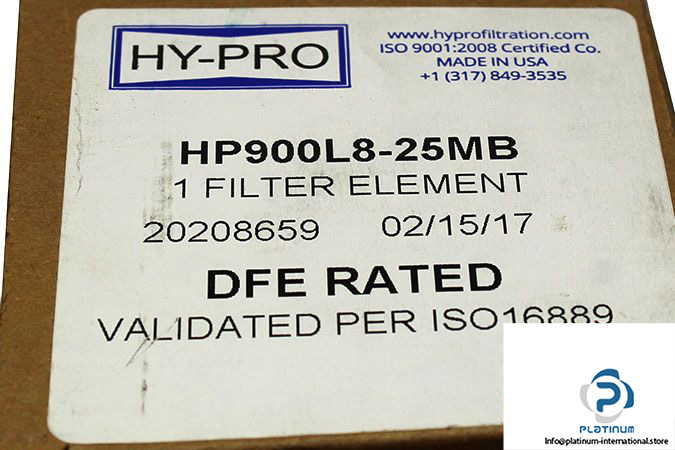 HY-PRO
www.hyprofiltration.com
ISO 9001:2008 Certified Co.
MADE IN USA
+1 (317) 849-3535
HP900L8-25MB
1 FILTER ELEMENT
20208659 02/15/17
DFE RATED
VALIDATED PER ISO16889
PLATINUM
Info@platinum-international.store